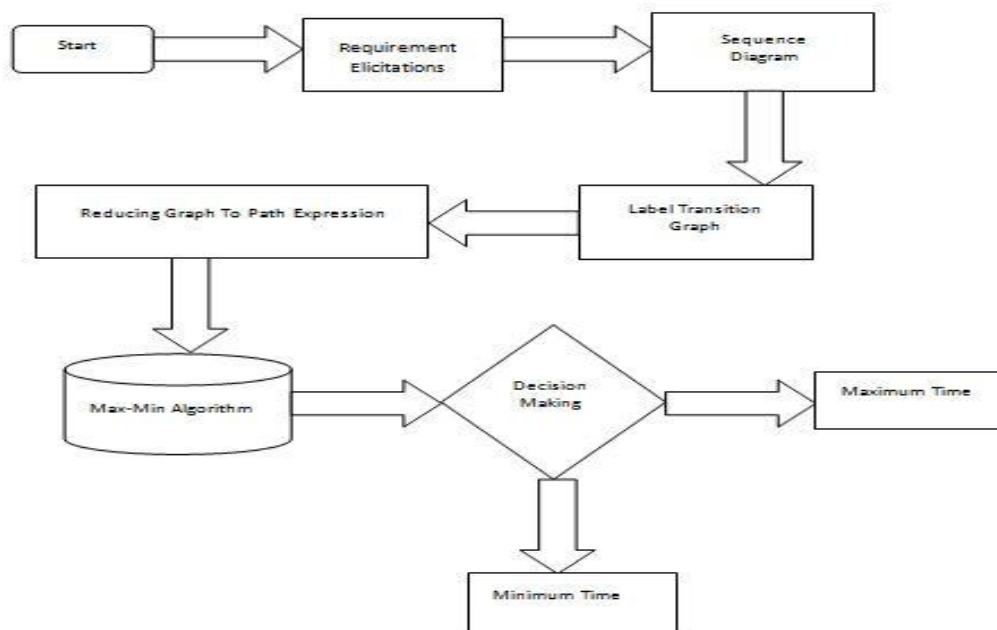 Start
Requirement
Elicitations
Sequence
Diagram
Label Transition
Graph
Reducing Graph To Path Expression
Max-Min Algorithm
Decision
Making
Maximum Time
Minimum Time